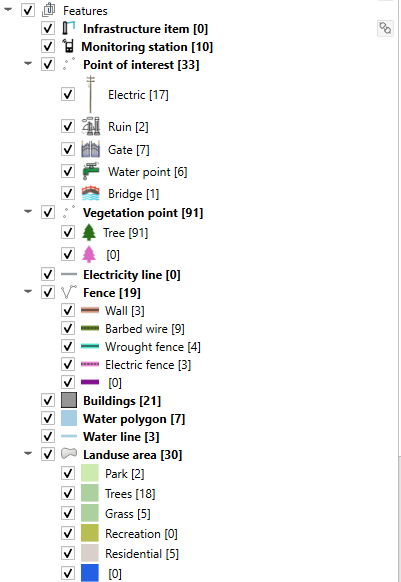 Features
Infrastructure item [0]
Monitoring station [10]
Point of interest [33]
Electric [17]
Ruin [2]
Gate [7]
Water point [6]
Bridge [1]
Vegetation point [91]
Tree [91]
[0]
Electricity line [0]
Fence [19]
Wall [3]
Barbed wire [9]
Wrought fence [4]
Electric fence [3]
[0]
Buildings [21]
Water polygon [7]
Water line [3]
Landuse area [30]
Park [2]
Trees [18]
Grass [5]
Recreation [0]
Residential [5]
[0]